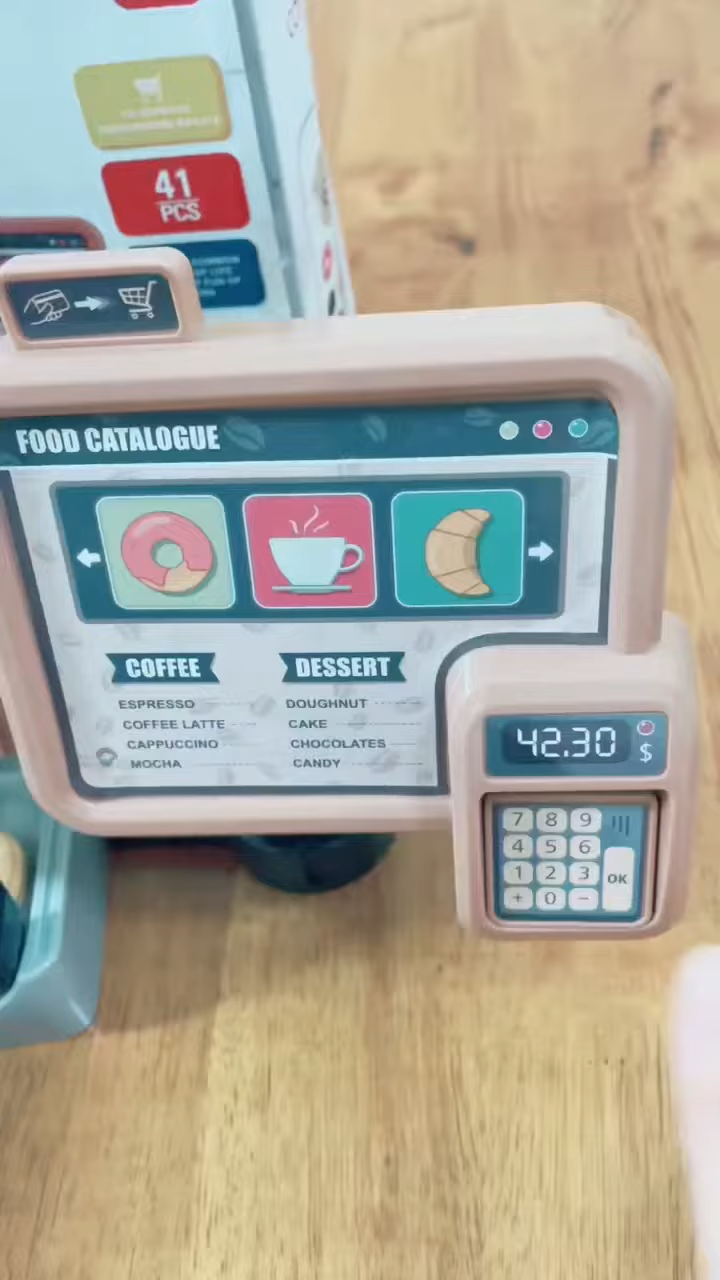 41
PCS
FOOD CATALOGUE
COFFEE
ESPRESSO
COFFEE LATTE
CAPPUCCINO
MOCHA
DESSERT
DOUGHNUT
CAKE
CHOCOLATES
CANDY
42.30 $
7 8 9
4 5 6
1 2 3 OK
+ 0 −